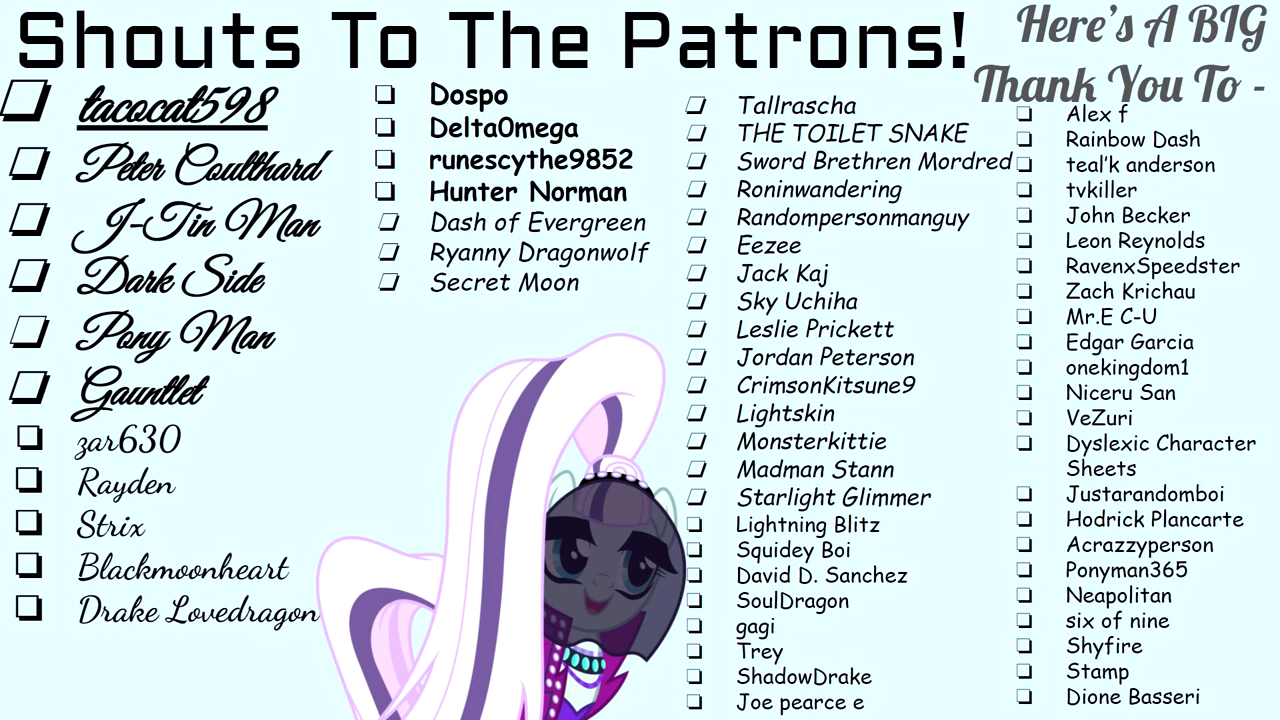 Shouts To The Patrons!
Here's A BIG
Thank You To -
❏ tacocat598
❏ Peter Coulthard
❏ J-Tin Man
❏ Dark Side
❏ Pony Man
❏ Gauntlet
❏ zar630
❏ Rayden
❏ Strix
❏ Blackmoonheart
❏ Drake Lovedragon
❏ Dospo
❏ Delta0mega
❏ runescythe9852
❏ Hunter Norman
❏ Dash of Evergreen
❏ Ryanny Dragonwolf
❏ Secret Moon
❏ Tallrascha
❏ THE TOILET SNAKE
❏ Sword Brethren Mordred
❏ Roninwandering
❏ Randompersonmanguy
❏ Eezee
❏ Jack Kaj
❏ Sky Uchiha
❏ Leslie Prickett
❏ Jordan Peterson
❏ CrimsonKitsune9
❏ Lightskin
❏ Monsterkittie
❏ Madman Stann
❏ Starlight Glimmer
❏ Lightning Blitz
❏ Squidey Boi
❏ David D. Sanchez
❏ SoulDragon
❏ gagi
❏ Trey
❏ ShadowDrake
❏ Joe pearce e
❏ Alex f
❏ Rainbow Dash
❏ teal'k anderson
❏ tvkiller
❏ John Becker
❏ Leon Reynolds
❏ RavenxSpeedster
❏ Zach Krichau
❏ Mr.E C-U
❏ Edgar Garcia
❏ onekingdom1
❏ Niceru San
❏ VeZuri
❏ Dyslexic Character
Sheets
❏ Justarandomboi
❏ Hodrick Plancarte
❏ Acrazzyperson
❏ Ponyman365
❏ Neapolitan
❏ six of nine
❏ Shyfire
❏ Stamp
❏ Dione Basseri